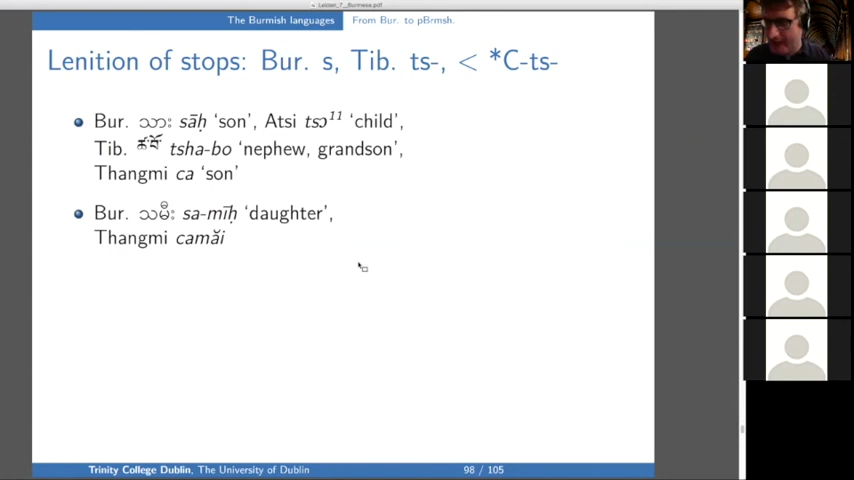 Lesson_7__Burmese.pdf
The Burmish languages From Bur. to pBrmsh.
Lenition of stops: Bur. s, Tib. ts-, < *C-ts-
Bur. သား sāḥ ‘son’, Atsi tsɔ¹¹ ‘child’,
Tib. ཚ་བོ་ tsha-bo ‘nephew, grandson’,
Thangmi ca ‘son’
Bur. သမီး sa-mīḥ ‘daughter’,
Thangmi camăi
Trinity College Dublin, The University of Dublin 98 / 105